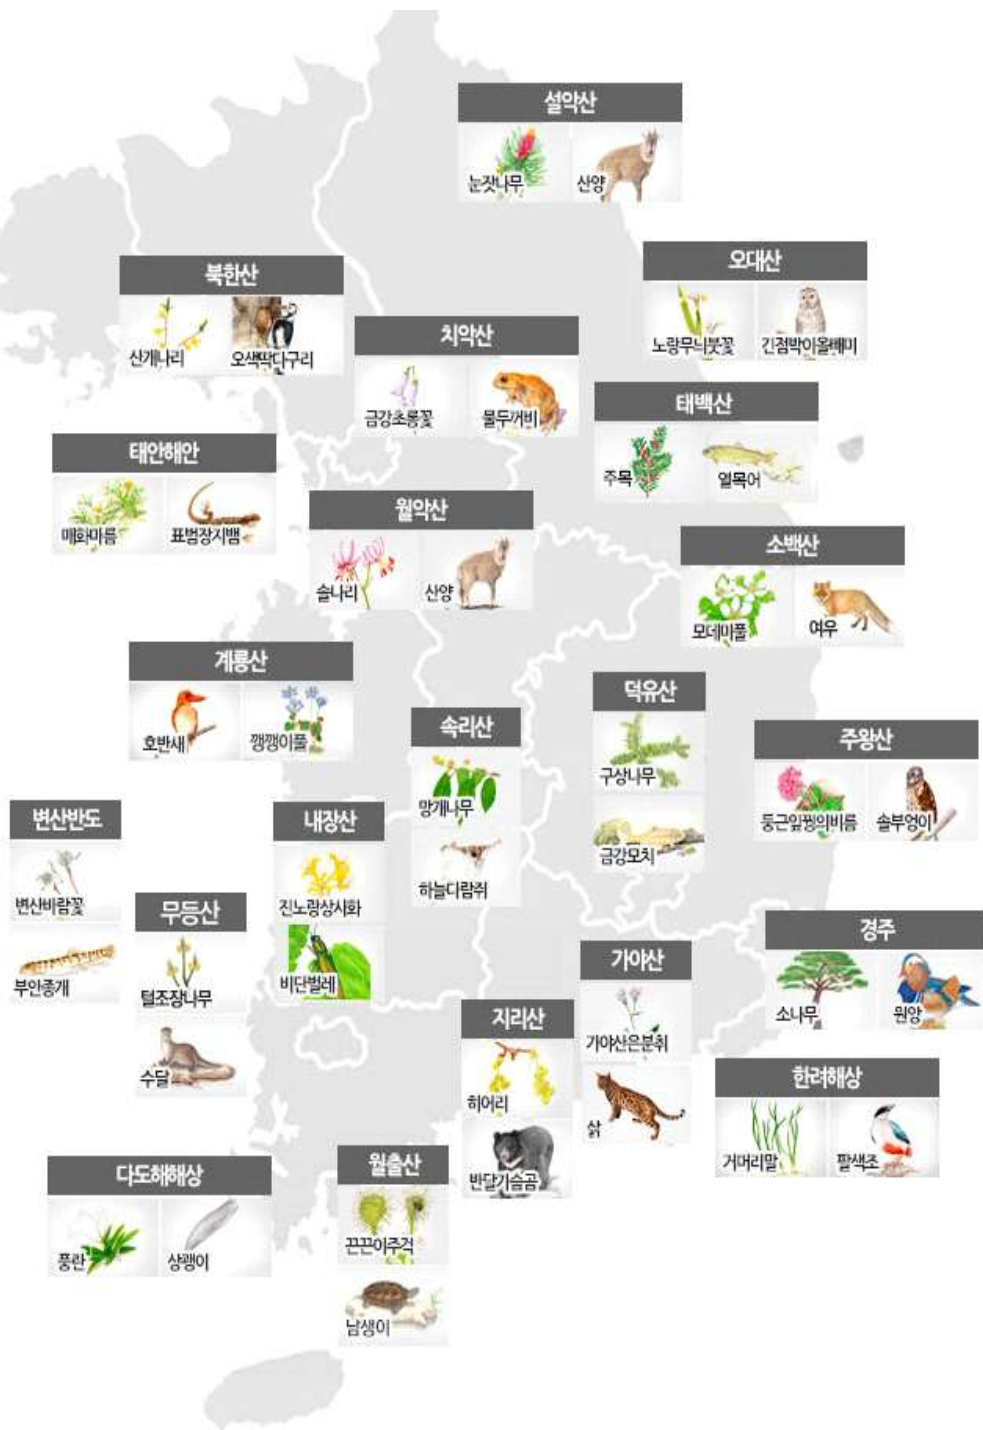 설악산
눈잣나무 산양
오대산
노랑무늬붓꽃 긴점박이올빼미
북한산
산개나리 오색딱다구리
치악산
금강초롱꽃 물두꺼비
태백산
주목 열목어
태안해안
매화마름 표범장지뱀
월악산
솔나리 산양
소백산
모데미풀 여우
계룡산
호반새 깽깽이풀
속리산
망개나무
하늘다람쥐
덕유산
구상나무
금강모치
주왕산
둥근잎꿩의비름 솔부엉이
변산반도
변산바람꽃
부안종개
내장산
진노랑상사화
비단벌레
무등산
털조장나무
수달
가야산
가야산은분취
삵
경주
소나무 원앙
지리산
히어리
반달가슴곰
한려해상
거머리말 팔색조
다도해해상
풍란 상괭이
월출산
끈끈이주걱
남생이